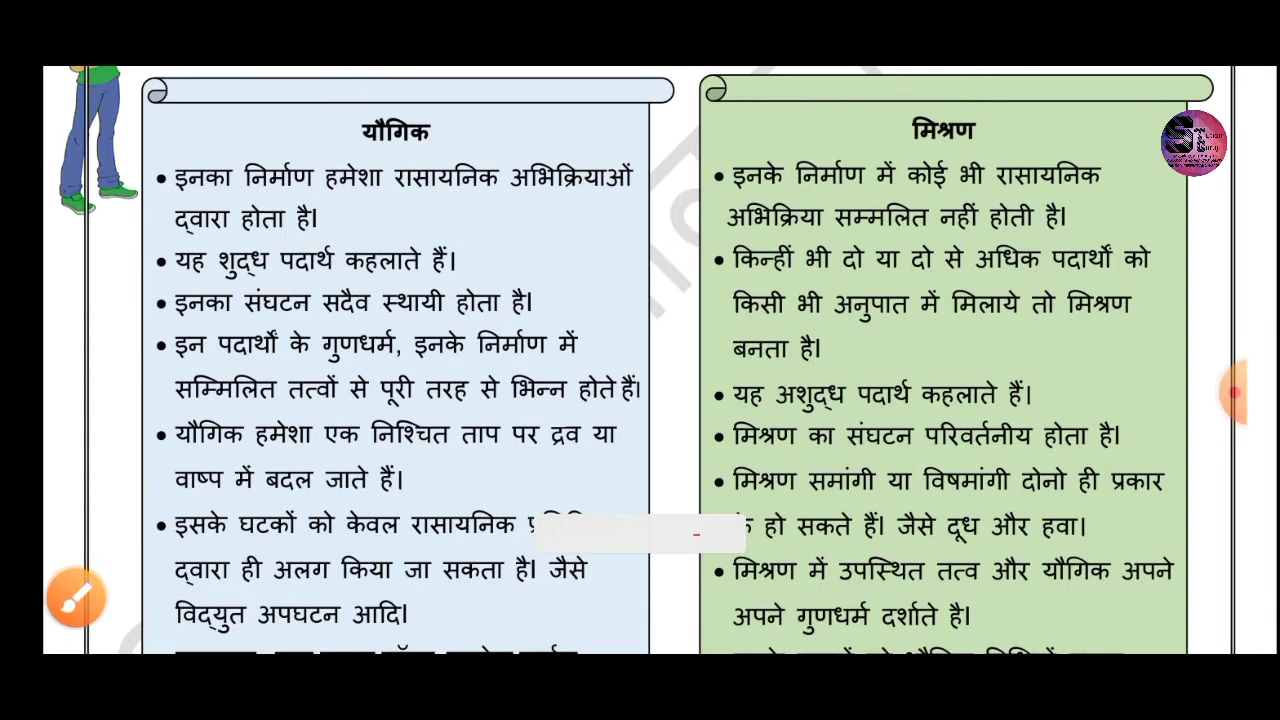 यौगिक
• इनका निर्माण हमेशा रासायनिक अभिक्रियाओं
द्वारा होता है।
• यह शुद्ध पदार्थ कहलाते हैं।
• इनका संघटन सदैव स्थायी होता है।
• इन पदार्थों के गुणधर्म, इनके निर्माण में
सम्मिलित तत्वों से पूरी तरह से भिन्न होते हैं।
• यौगिक हमेशा एक निश्चित ताप पर द्रव या
वाष्प में बदल जाते हैं।
• इसके घटकों को केवल रासायनिक
द्वारा ही अलग किया जा सकता है। जैसे
विद्युत अपघटन आदि।
मिश्रण
• इनके निर्माण में कोई भी रासायनिक
अभिक्रिया सम्मलित नहीं होती है।
• किन्हीं भी दो या दो से अधिक पदार्थों को
किसी भी अनुपात में मिलाये तो मिश्रण
बनता है।
• यह अशुद्ध पदार्थ कहलाते हैं।
• मिश्रण का संघटन परिवर्तनीय होता है।
• मिश्रण समांगी या विषमांगी दोनो ही प्रकार
हो सकते हैं। जैसे दूध और हवा।
• मिश्रण में उपस्थित तत्व और यौगिक अपने
अपने गुणधर्म दर्शाते है।